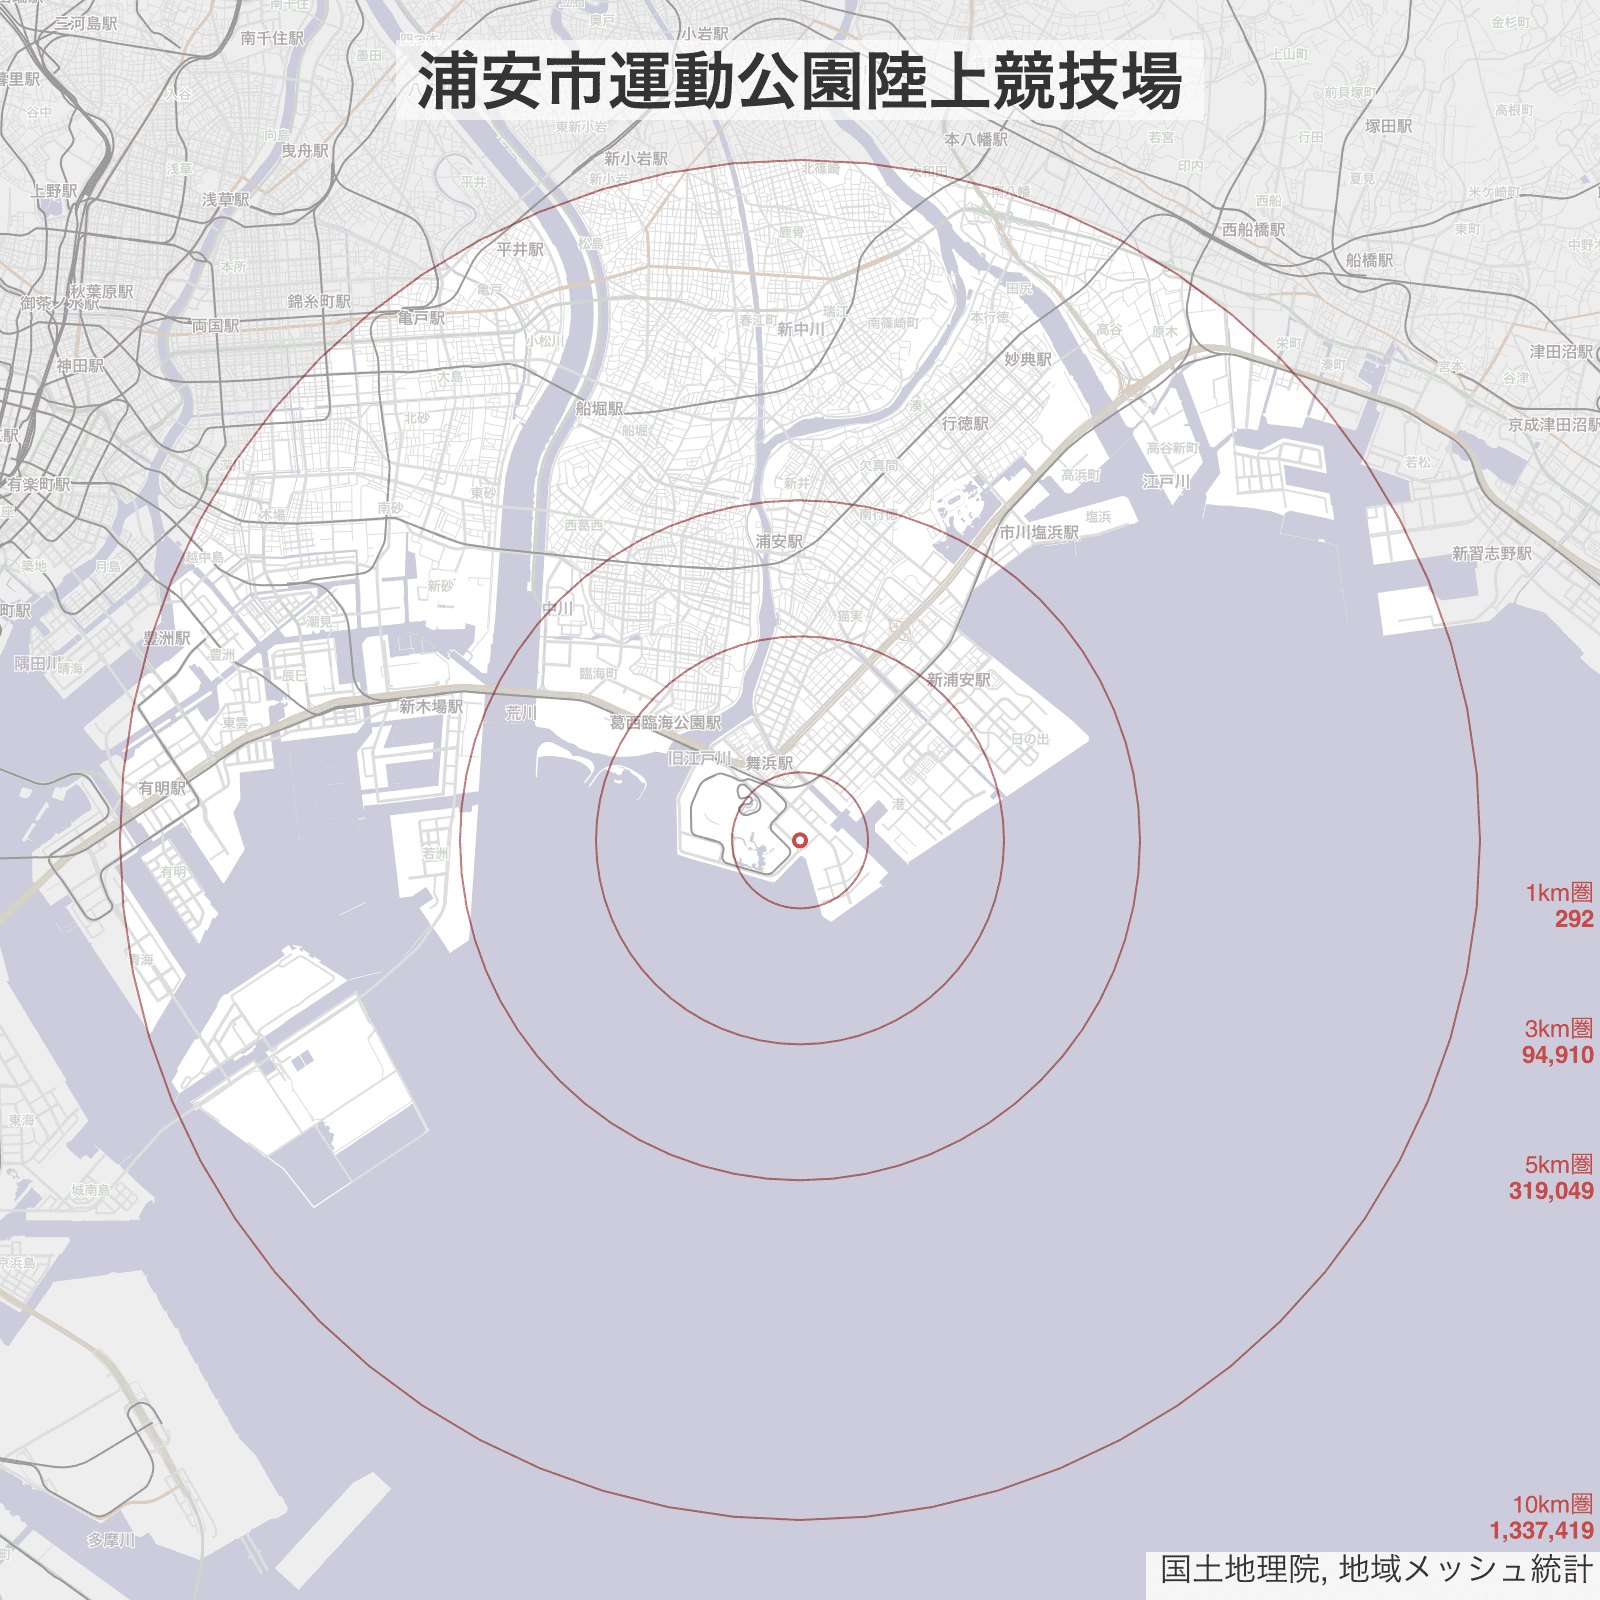 浦安市運動公園陸上競技場
三河島駅
南千住
南千住駅
墨田
奥戸
小岩駅
上山町
金杉町
谷中
入谷
向島
曳舟駅
浅草
上野駅
浅草駅
平井
東新小岩
新小岩駅
新小岩
北篠崎
大和田
本八幡駅
南八幡
前貝塚町
塚田駅
高根町
若宮
行田
印内
夏見
米ケ崎町
西船
西船橋駅
東町
船橋駅
平井駅
松島
鹿骨
本所
亀戸
秋葉原駅
御茶ノ水駅
錦糸町駅
亀戸駅
両国駅
小松川
春江町
新中川
瑞江
南篠崎町
本行徳
田尻
高谷
原木
妙典駅
栄町
湊町
宮本
津田沼駅
谷津
神田駅
大島
北砂
船堀駅
船堀
湊
行徳駅
京成津田沼駅
深川
有楽町駅
東砂
南砂
木場
新井
欠真間
高谷新町
高浜町
江戸川
若松
西葛西
南行徳
浦安駅
市川塩浜駅
塩浜
新習志野駅
築地
月島
越中島
新砂
中川
潮見
猫実
豊洲駅
豊洲
隅田川
晴海
辰巳
臨海町
新浦安駅
東雲
新木場駅
荒川
葛西臨海公園駅
旧江戸川
舞浜駅
日の出
有明駅
港
若洲
有明
青海
1km圏
292
3km圏
94,910
東海
5km圏
319,049
城南島
京浜島
10km圏
1,337,419
多摩川
国土地理院, 地域メッシュ統計